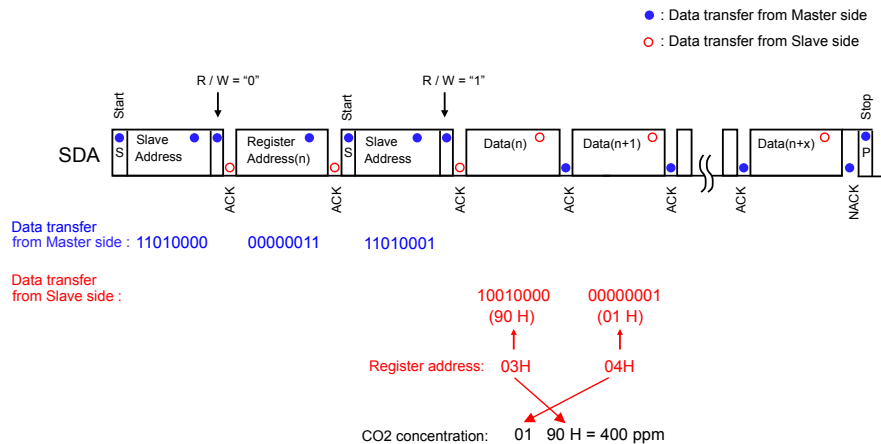 : Data transfer from Master side
: Data transfer from Slave side
R / W = “0”
R / W = “1”
Start
Start
Stop
SDA
S
Slave
Address
Register
Address(n)
S
Slave
Address
Data(n)
Data(n+1)
Data(n+x)
P
ACK
ACK
ACK
ACK
ACK
ACK
NACK
Data transfer
from Master side : 11010000 00000011 11010001
Data transfer
from Slave side :
10010000 00000001
(90 H) (01 H)
Register address: 03H 04H
CO2 concentration: 01 90 H = 400 ppm